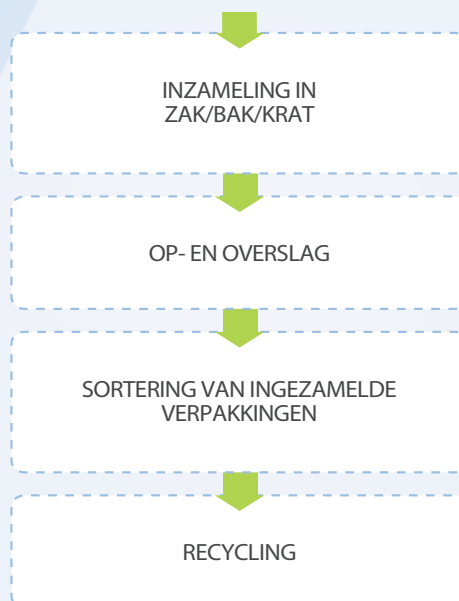 INZAMELING IN
ZAK/BAK/KRAT
OP- EN OVERSLAG
SORTERING VAN INGEZAMELDE
VERPAKKINGEN
RECYCLING